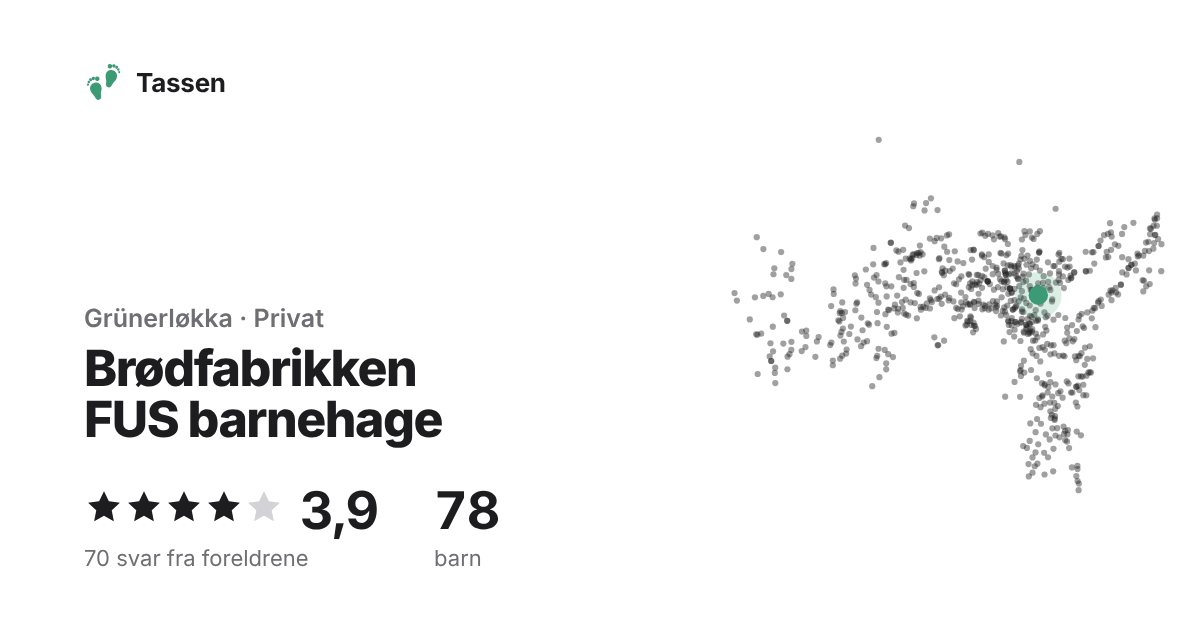 Tassen
Grünerløkka · Privat
Brødfabrikken
FUS barnehage
3,9
78
70 svar fra foreldrene
barn